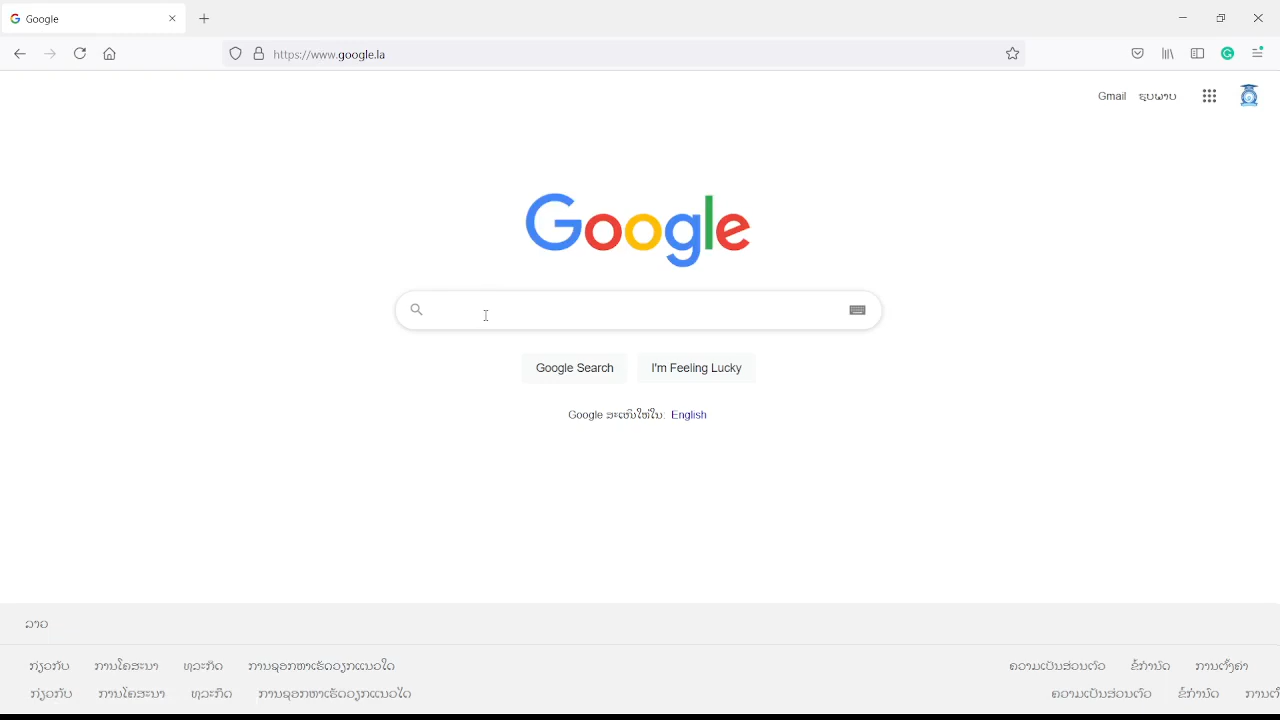 Google
https://www.google.la
Gmail ຮູບພາບ
Google
Google Search I'm Feeling Lucky
Google ສະເໜີໃຫ້ໃນ: English
ລາວ
ກ່ຽວກັບ ການໂຄສະນາ ທຸລະກິດ ການຊອກຫາເຮັດວຽກແນວໃດ ຄວາມເປັນສ່ວນຕົວ ຂໍ້ກຳນົດ ການຕັ້ງຄ່າ
ກ່ຽວກັບ ການໂຄສະນາ ທຸລະກິດ ການຊອກຫາເຮັດວຽກແນວໃດ ຄວາມເປັນສ່ວນຕົວ ຂໍ້ກຳນົດ